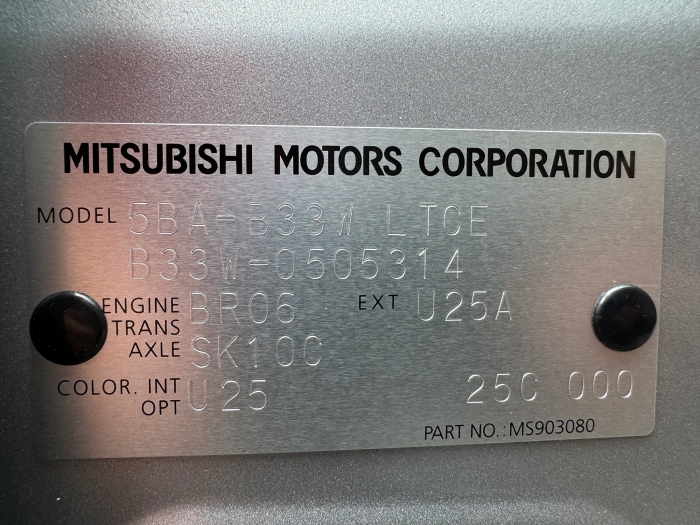 MITSUBISHI MOTORS CORPORATION
MODEL 5BA-B33W LTCE
B33W-0505314
ENGINE BR06 EXT U25A
TRANS
AXLE SK10C
COLOR. INT U25 25C 000
OPT
PART NO.: MS903080